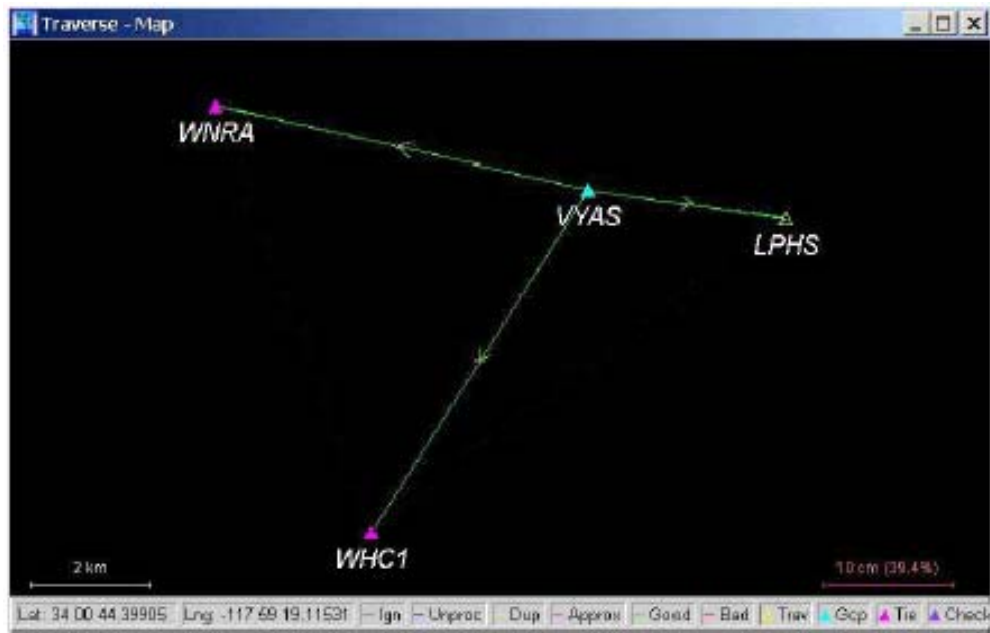 Traverse - Map
WNRA
VYAS
LPHS
WHC1
2 km
10 cm (39.4%)
Lat: 34 00 44.39905 Lng: -117 59 19.11531 Ign Unproc Dup Approx Good Bad Trav Gcp Tie Check